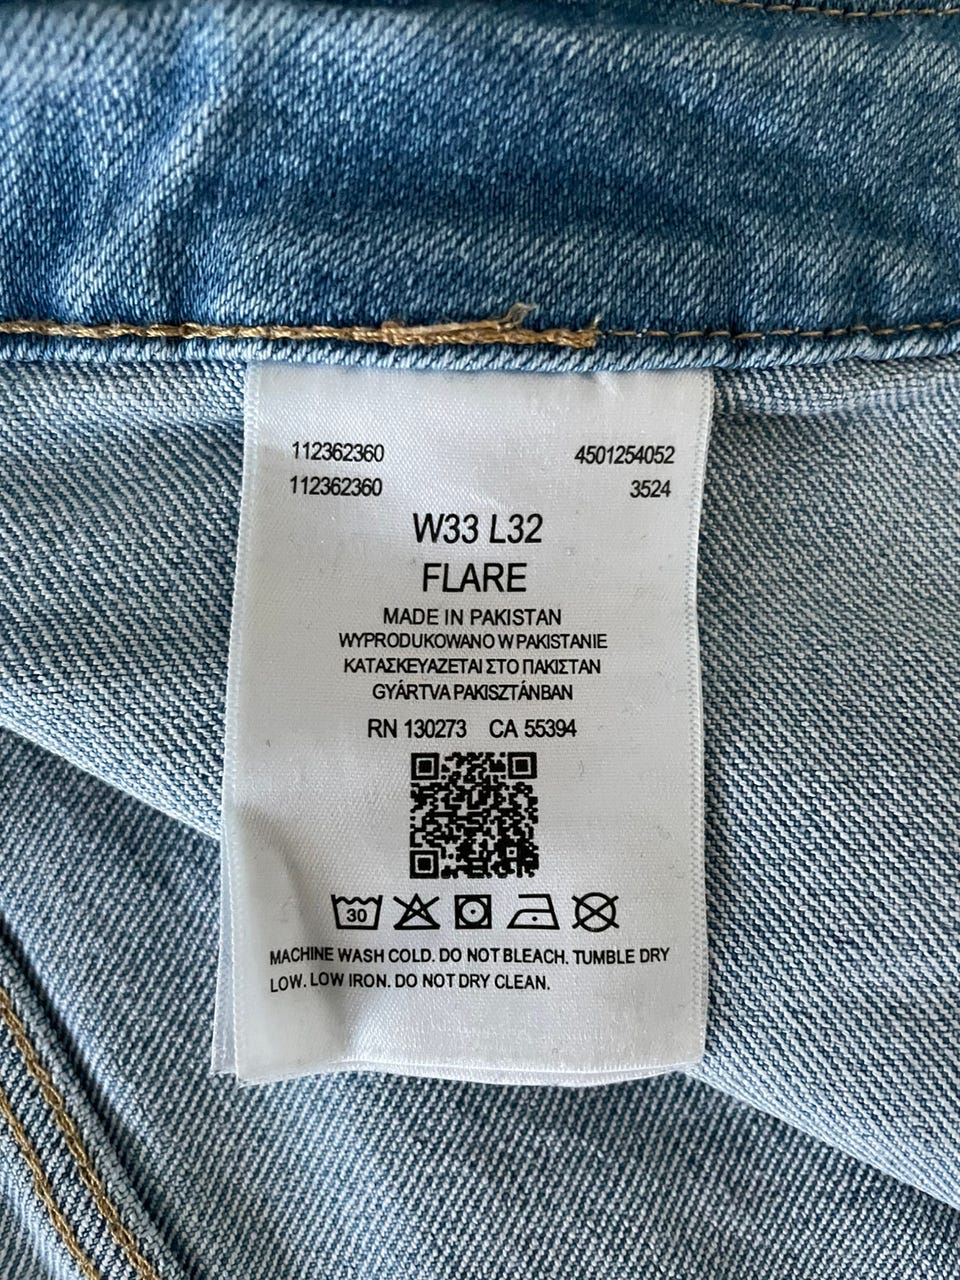 112362360 4501254052
112362360 3524
W33 L32
FLARE
MADE IN PAKISTAN
WYPRODUKOWANO W PAKISTANIE
ΚΑΤΑΣΚΕΥΑΖΕΤΑΙ ΣΤΟ ΠΑΚΙΣΤΑΝ
GYÁRTVA PAKISZTÁNBAN
RN 130273 CA 55394
30
MACHINE WASH COLD. DO NOT BLEACH. TUMBLE DRY
LOW. LOW IRON. DO NOT DRY CLEAN.